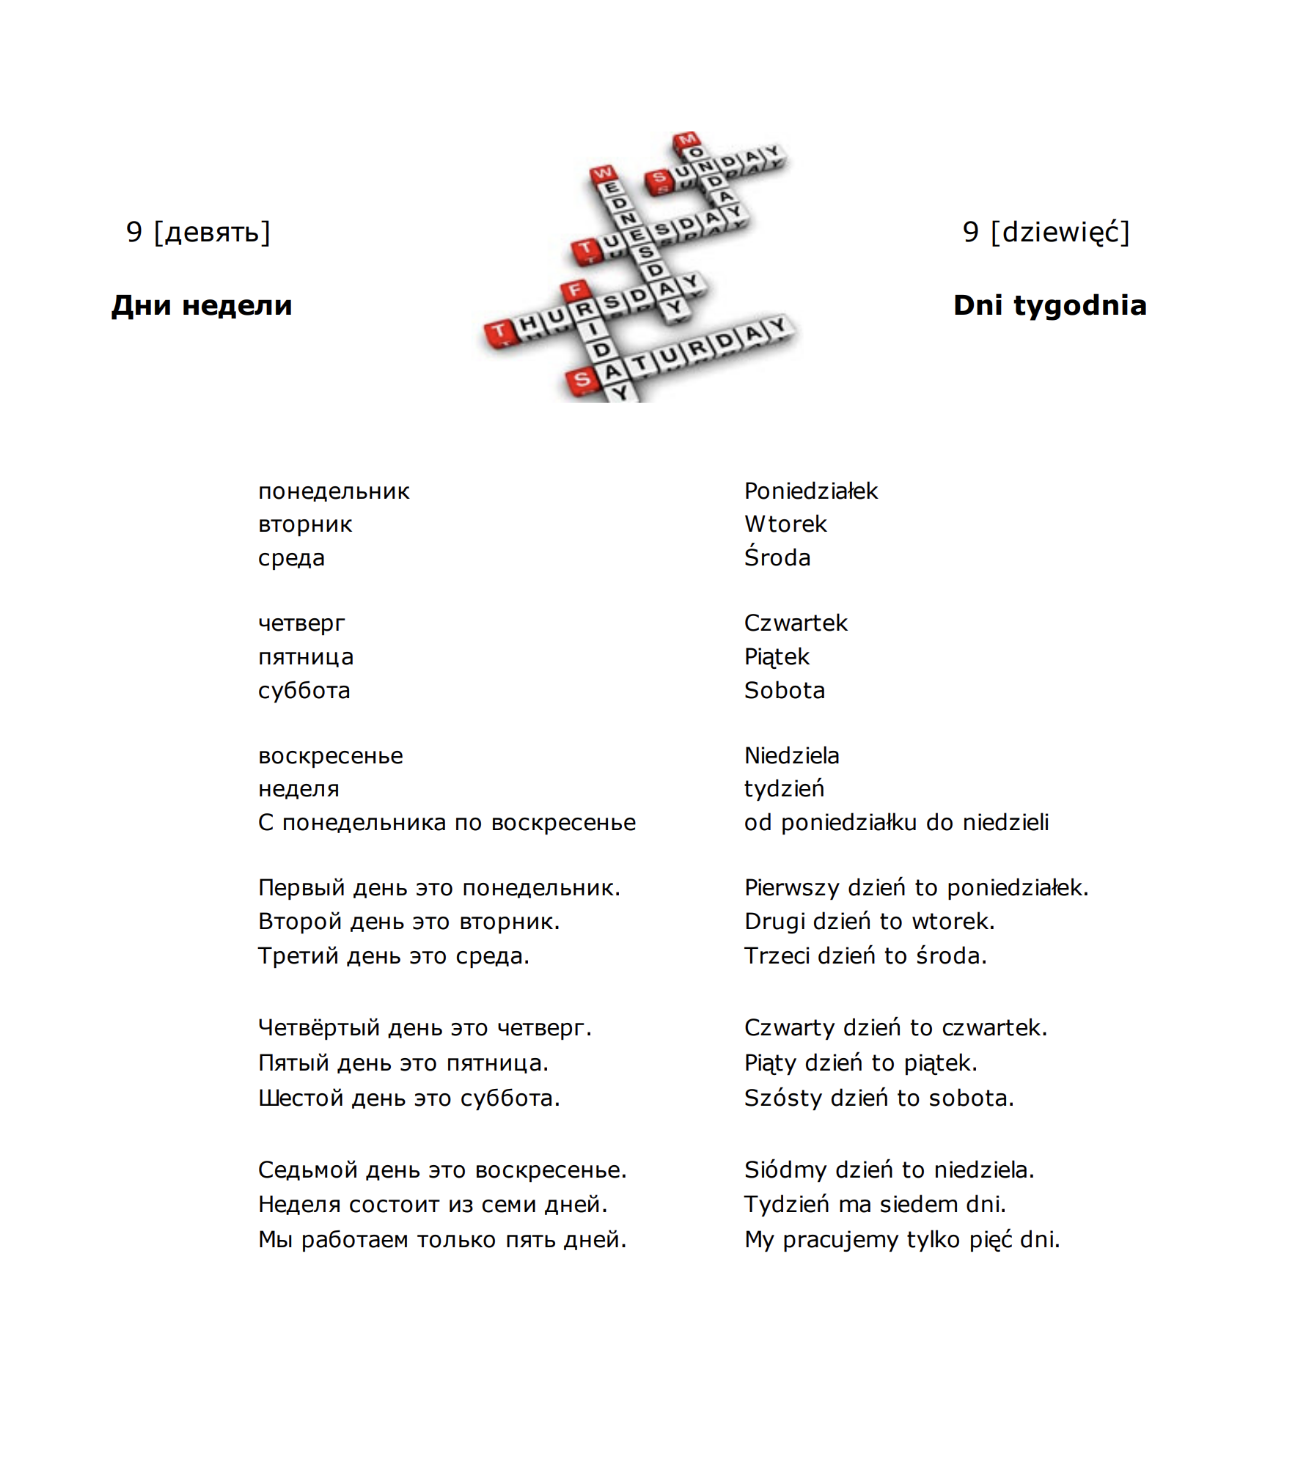 9 [девять]
Дни недели
MONDAY
SUNDAY
WEDNESDAY
TUESDAY
FRIDAY
THURSDAY
SATURDAY
9 [dziewięć]
Dni tygodnia
понедельник Poniedziałek
вторник Wtorek
среда Środa
четверг Czwartek
пятница Piątek
суббота Sobota
воскресенье Niedziela
неделя tydzień
С понедельника по воскресенье od poniedziałku do niedzieli
Первый день это понедельник. Pierwszy dzień to poniedziałek.
Второй день это вторник. Drugi dzień to wtorek.
Третий день это среда. Trzeci dzień to środa.
Четвёртый день это четверг. Czwarty dzień to czwartek.
Пятый день это пятница. Piąty dzień to piątek.
Шестой день это суббота. Szósty dzień to sobota.
Седьмой день это воскресенье. Siódmy dzień to niedziela.
Неделя состоит из семи дней. Tydzień ma siedem dni.
Мы работаем только пять дней. My pracujemy tylko pięć dni.